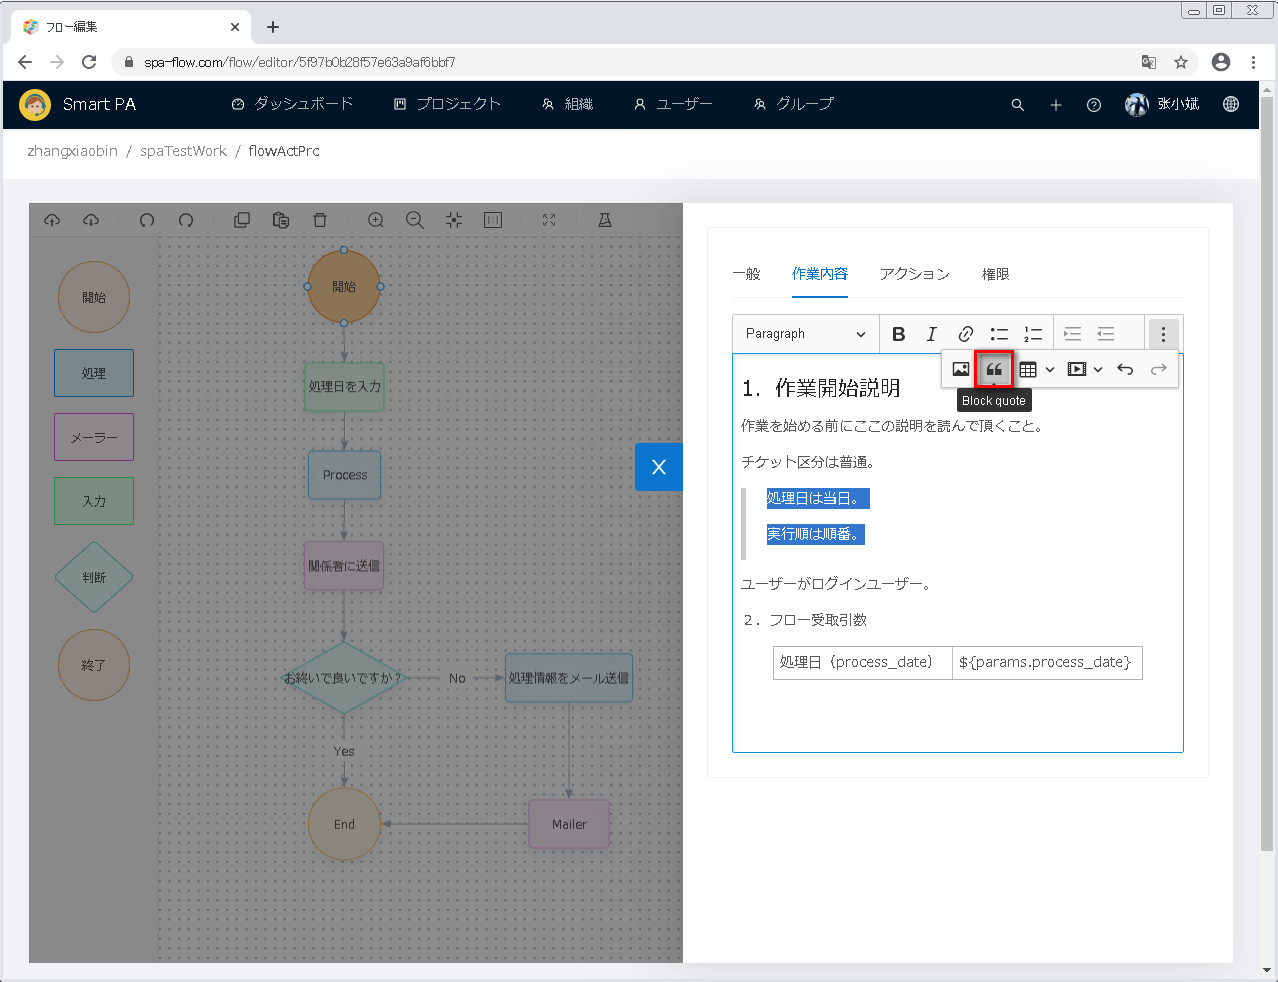 フロー編集
spa-flow.com/flow/editor/5f97b0b28f57e63a9af6bbf7
Smart PA
ダッシュボード
プロジェクト
組織
ユーザー
グループ
张小斌
zhangxiaobin / spaTestWork / flowActPrc
開始
処理
メーラー
入力
判断
終了
開始
処理日を入力
Process
関係署に送信
お終いで良いですか?
No
処理情報をメール送信
Yes
End
Mailer
X
一般
作業内容
アクション
権限
Paragraph
B
I
Block quote
1. 作業開始説明
作業を始める前にここの説明を読んで頂くこと。
チケット区分は普通。
処理日は当日。
実行順は順番。
ユーザーがログインユーザー。
2. フロー受取引数
処理日（process_date）
${params.process_date}